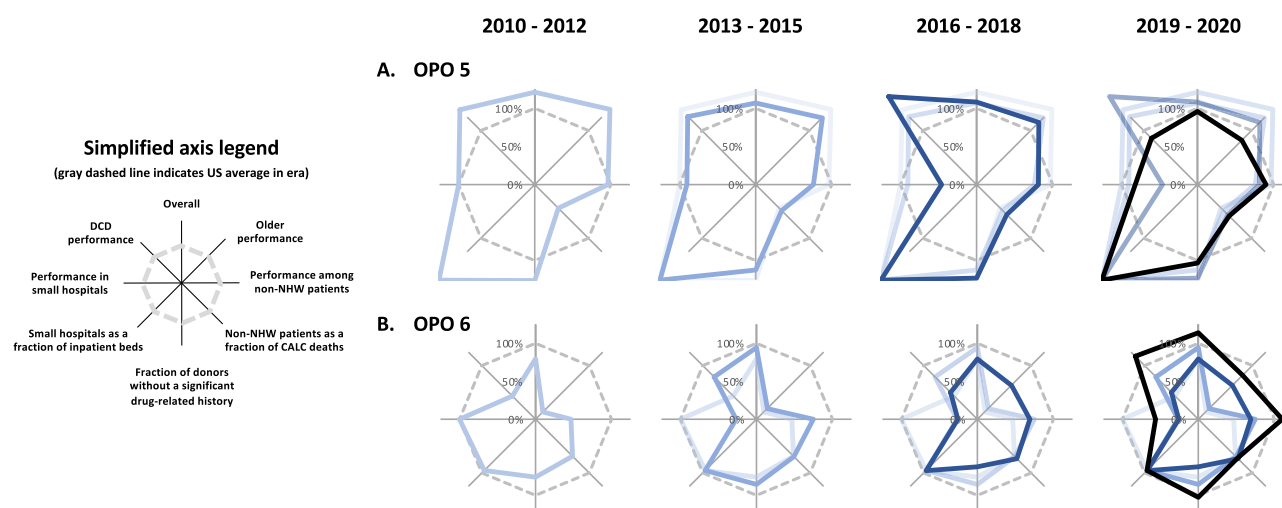 2010 - 2012
2013 - 2015
2016 - 2018
2019 - 2020
A. OPO 5
100%
50%
0%
100%
50%
0%
100%
50%
0%
100%
50%
0%
Simplified axis legend
(gray dashed line indicates US average in era)
Overall
DCD
performance
Older
performance
Performance in
small hospitals
Performance among
non-NHW patients
Small hospitals as a
fraction of inpatient beds
Non-NHW patients as a
fraction of CALC deaths
Fraction of donors
without a significant
drug-related history
B. OPO 6
100%
50%
0%
100%
50%
0%
100%
50%
0%
100%
50%
0%